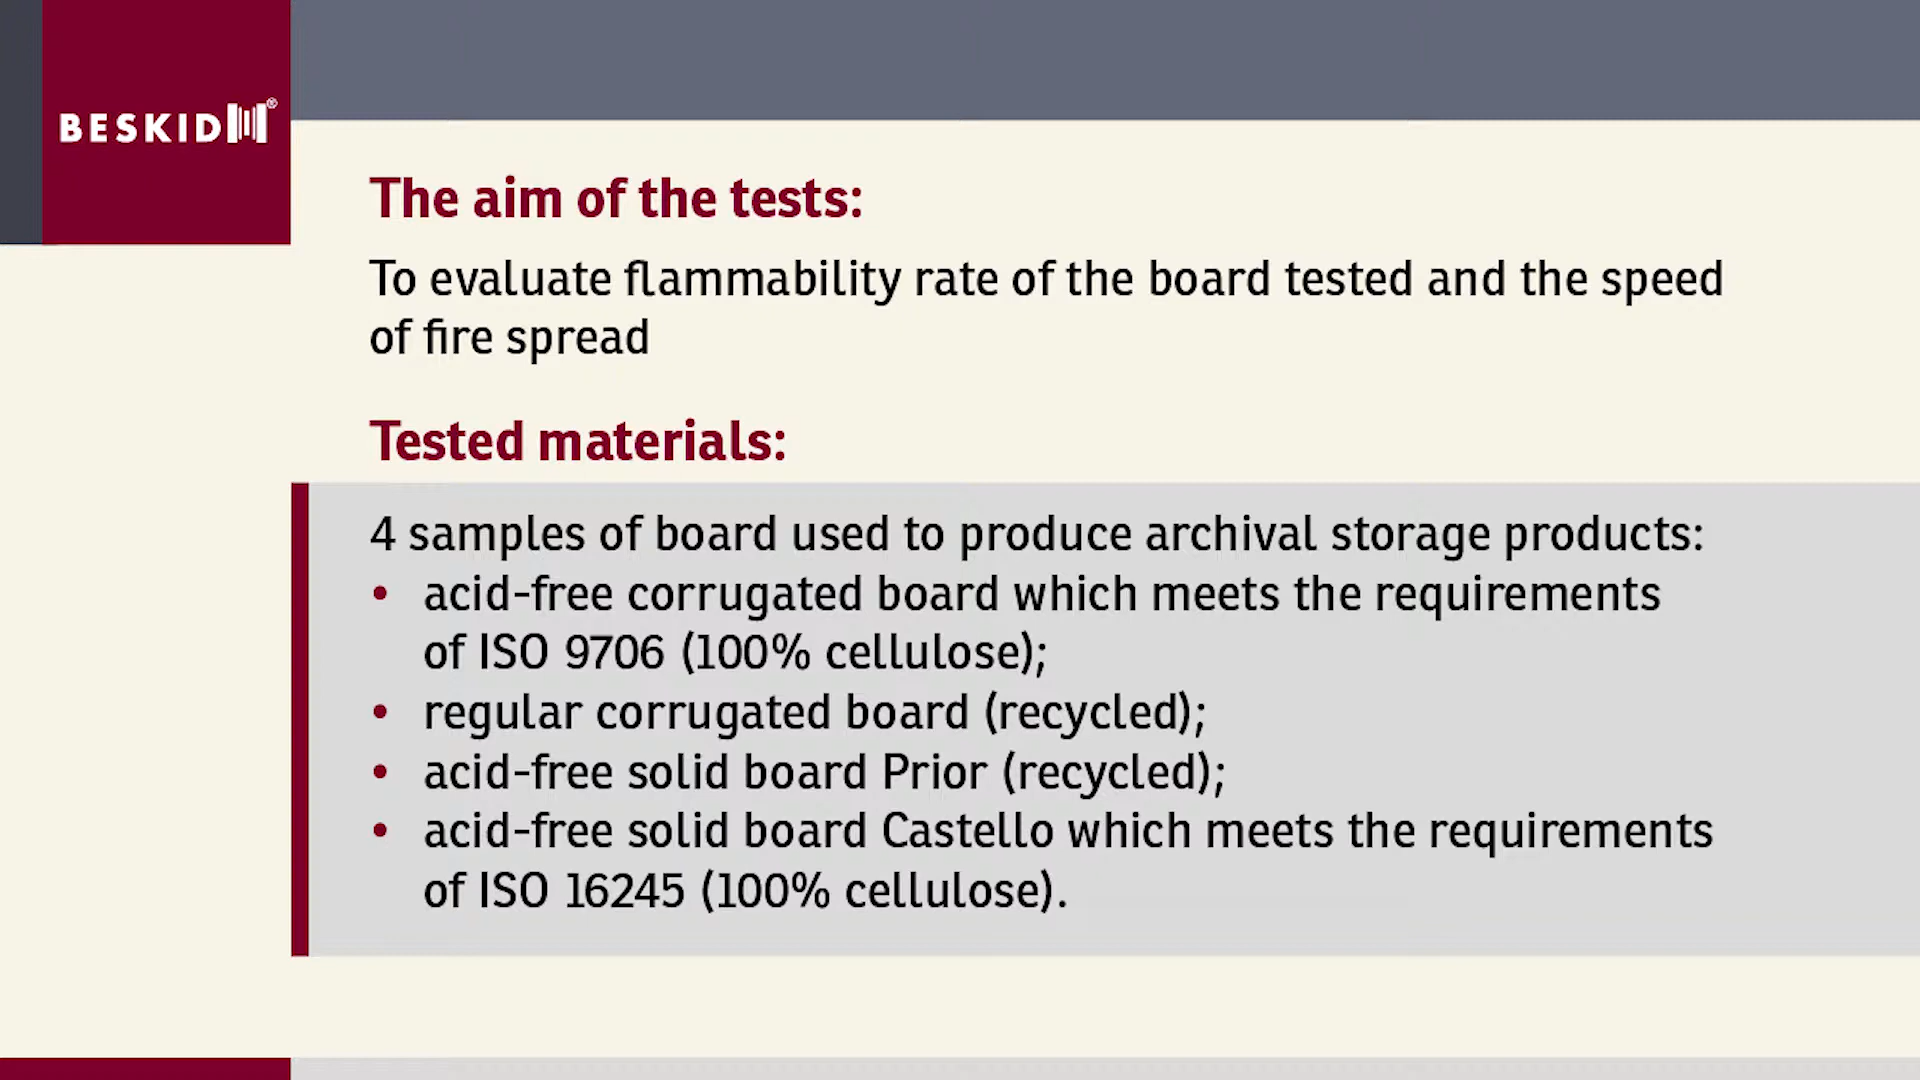 BESKID®
The aim of the tests:
To evaluate flammability rate of the board tested and the speed
of fire spread
Tested materials:
4 samples of board used to produce archival storage products:
• acid-free corrugated board which meets the requirements
of ISO 9706 (100% cellulose);
• regular corrugated board (recycled);
• acid-free solid board Prior (recycled);
• acid-free solid board Castello which meets the requirements
of ISO 16245 (100% cellulose).